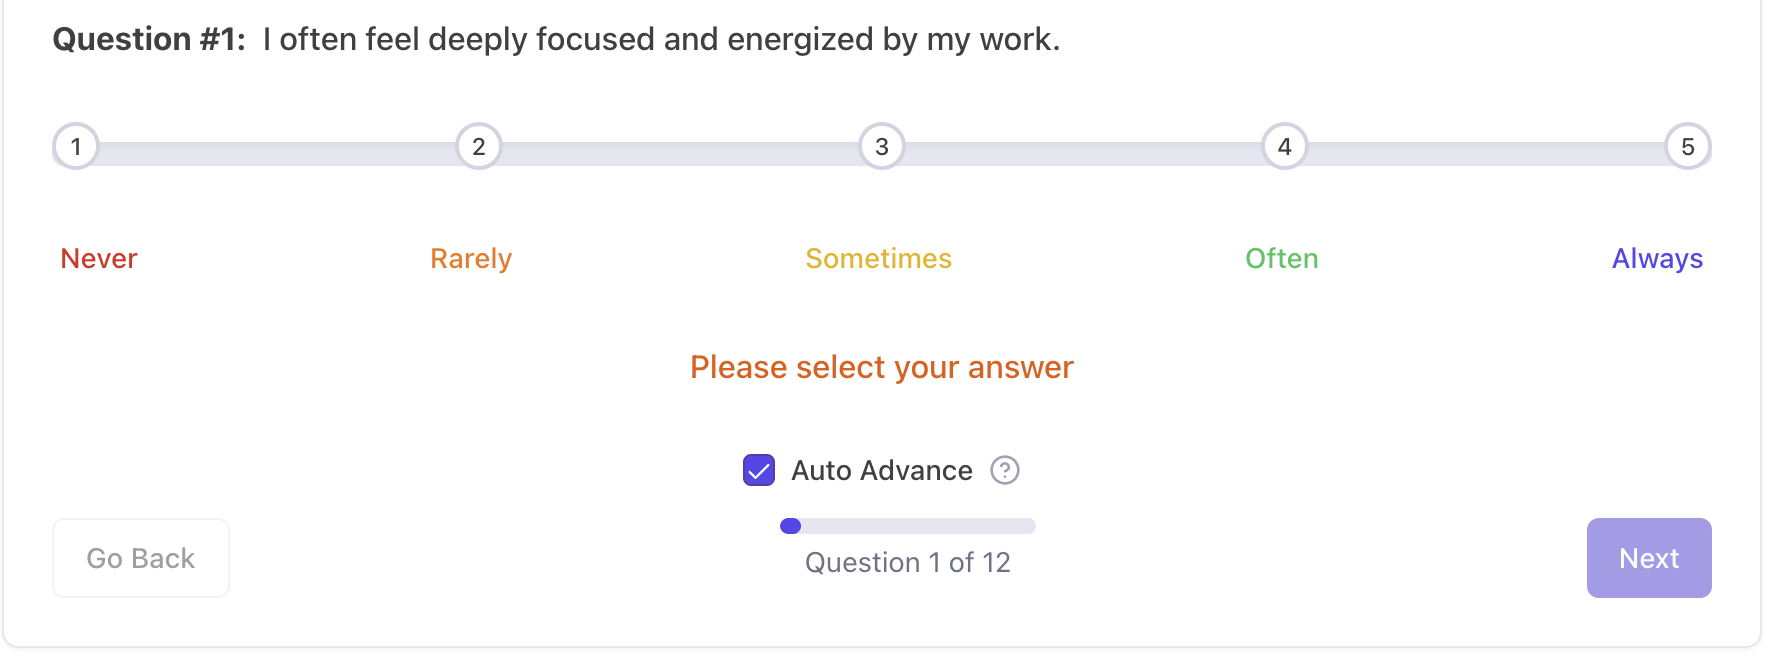 Question #1: I often feel deeply focused and energized by my work.
1 2 3 4 5
Never Rarely Sometimes Often Always
Please select your answer
Auto Advance ?
Go Back
Question 1 of 12
Next